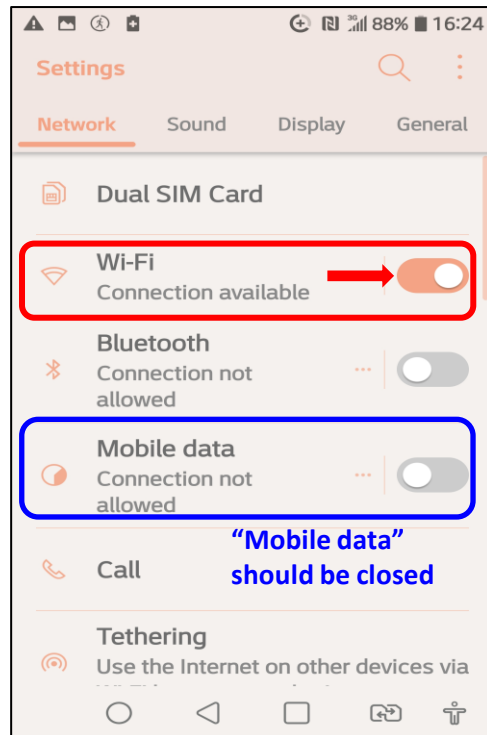 3G 88% 16:24
Settings
Network Sound Display General
Dual SIM Card
Wi-Fi
Connection available
Bluetooth
Connection not
allowed
Mobile data
Connection not
allowed
“Mobile data”
should be closed
Call
Tethering
Use the Internet on other devices via